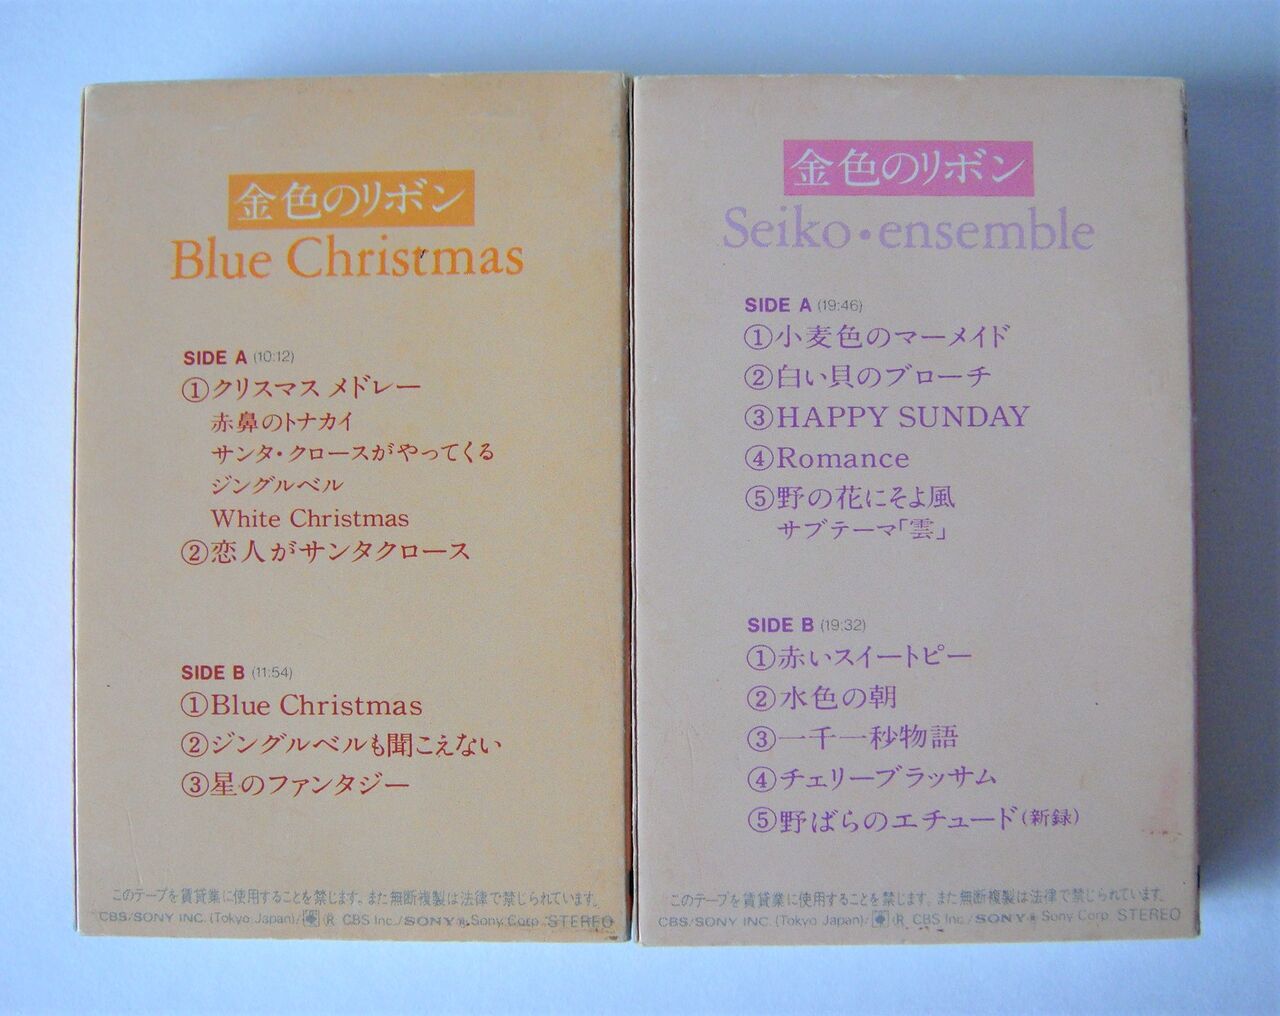 金色のリボン
Blue Christmas
SIDE A (10:12)
①クリスマス メドレー
赤鼻のトナカイ
サンタ・クロースがやってくる
ジングルベル
White Christmas
②恋人がサンタクロース
SIDE B (11:54)
①Blue Christmas
②ジングルベルも聞こえない
③星のファンタジー
このテープを賃貸業に使用することを禁じます。また無断複製は法律で禁じられています。
CBS/SONY INC. (Tokyo Japan)/ ℗ CBS Inc./SONY® Sony Corp. STEREO
金色のリボン
Seiko・ensemble
SIDE A (19:46)
①小麦色のマーメイド
②白い貝のブローチ
③HAPPY SUNDAY
④Romance
⑤野の花にそよ風
サブテーマ「雲」
SIDE B (19:32)
①赤いスイートピー
②水色の朝
③一千一秒物語
④チェリーブラッサム
⑤野ばらのエチュード(新録)
このテープを賃貸業に使用することを禁じます。また無断複製は法律で禁じられています。
CBS/SONY INC. (Tokyo Japan)/ ℗ CBS Inc./SONY® Sony Corp. STEREO